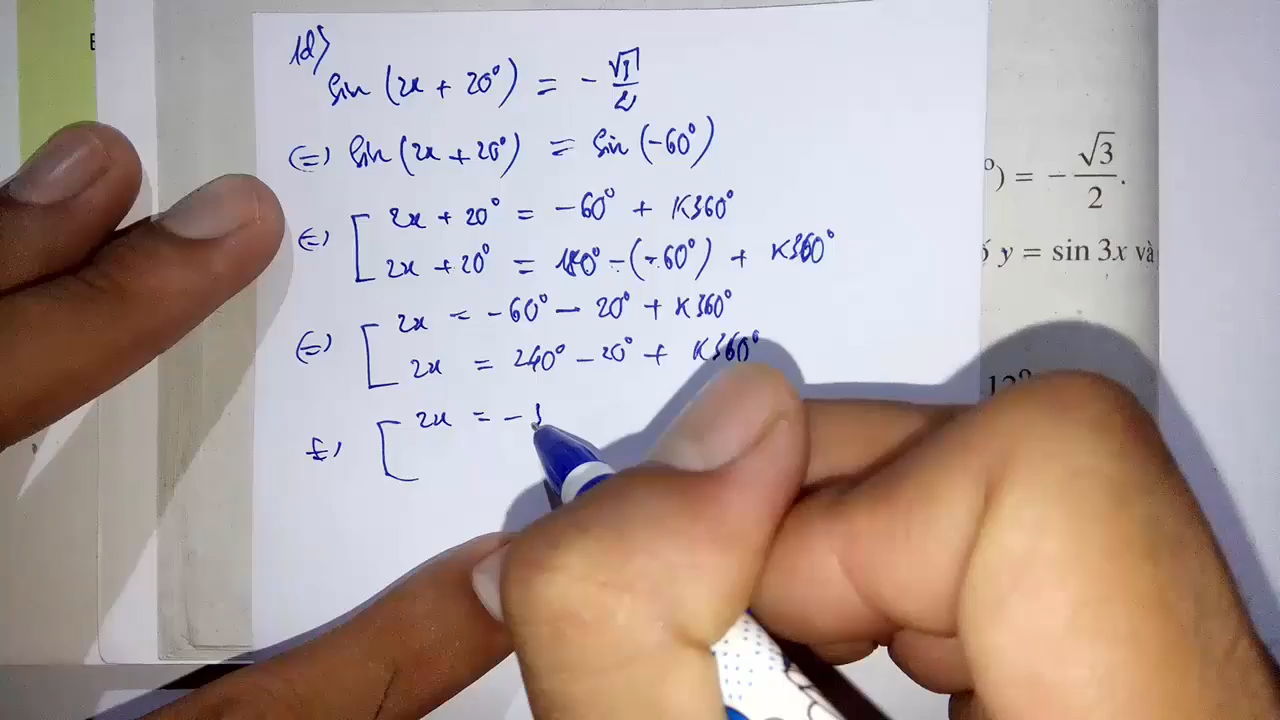 1d)
sin (2x + 20°) = - √3/2
(=) sin (2x + 20°) = sin (-60°)
(=) [ 2x + 20° = -60° + K360°
2x + 20° = 180° - (-60°) + K360°
(=) [ 2x = -60° - 20° + K360°
2x = 240° - 20° + K360°
(=) [ 2x = -
°) = - √3/2.
ố y = sin 3x và